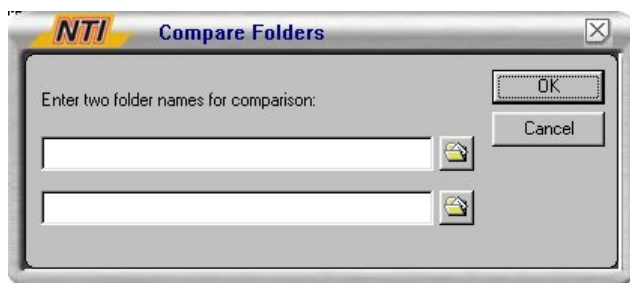 NTI Compare Folders
Enter two folder names for comparison:
OK
Cancel